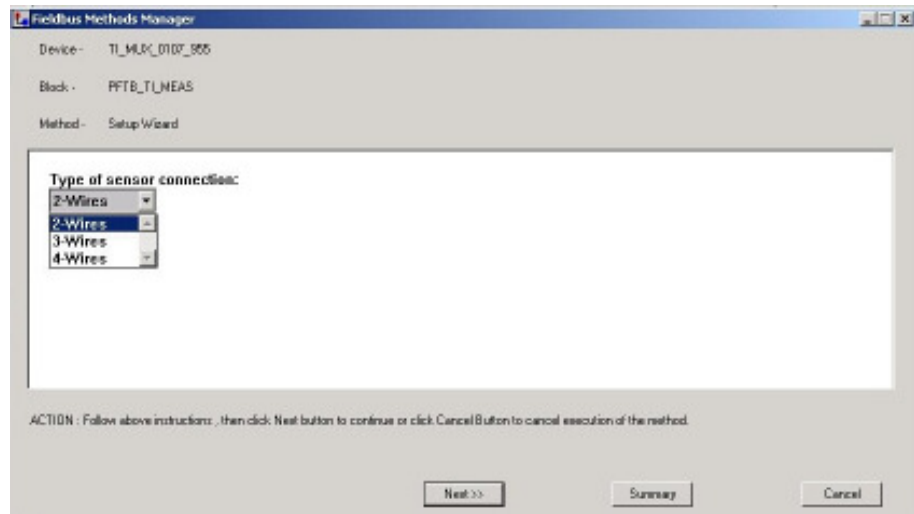 Fieldbus Methods Manager
Device - TI_MUX_0107_955
Block - PFTB_TI_MEAS
Method - Setup Wizard
Type of sensor connection:
2-Wires
2-Wires
3-Wires
4-Wires
ACTION : Follow above instructions , then click Next button to continue or click Cancel Button to cancel execution of the method.
Next >> Summary Cancel